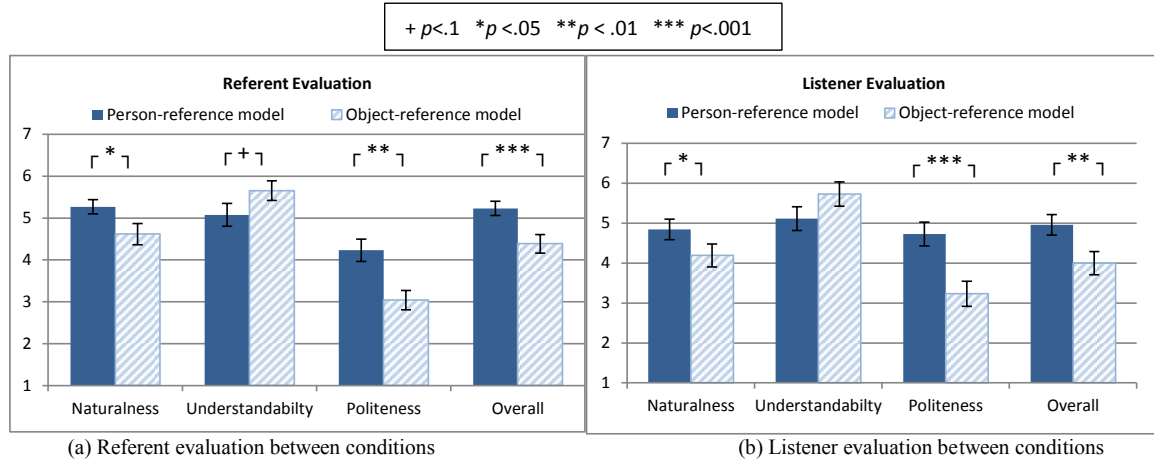 + p<.1 *p <.05 **p < .01 *** p<.001
Referent Evaluation
Person-reference model Object-reference model
7
6
5
4
3
2
1
* + ** ***
Naturalness Understandabilty Politeness Overall
(a) Referent evaluation between conditions
Listener Evaluation
Person-reference model Object-reference model
7
6
5
4
3
2
1
* *** **
Naturalness Understandability Politeness Overall
(b) Listener evaluation between conditions